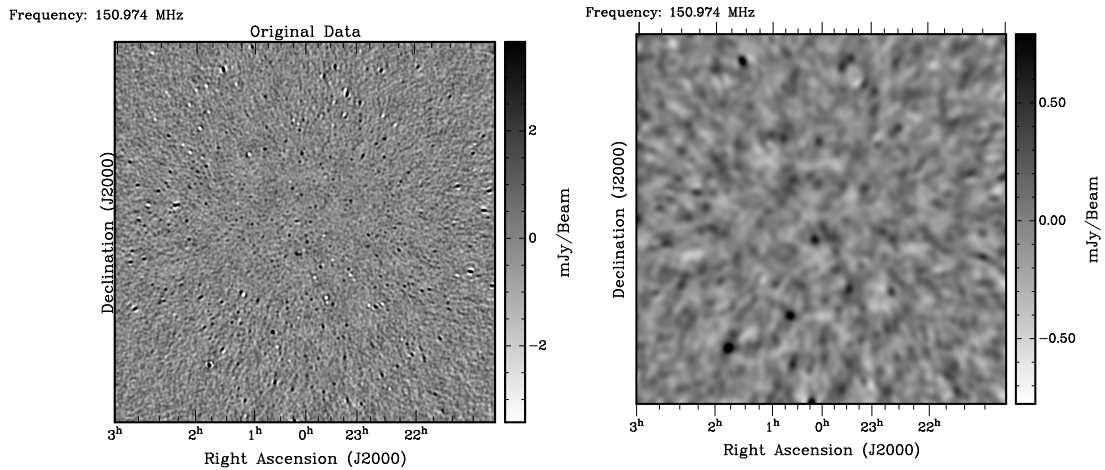 Frequency: 150.974 MHz
Original Data
Declination (J2000)
2
0
−2
mJy/Beam
3h 2h 1h 0h 23h 22h
Right Ascension (J2000)
Frequency: 150.974 MHz
Declination (J2000)
0.50
0.00
−0.50
mJy/Beam
3h 2h 1h 0h 23h 22h
Right Ascension (J2000)